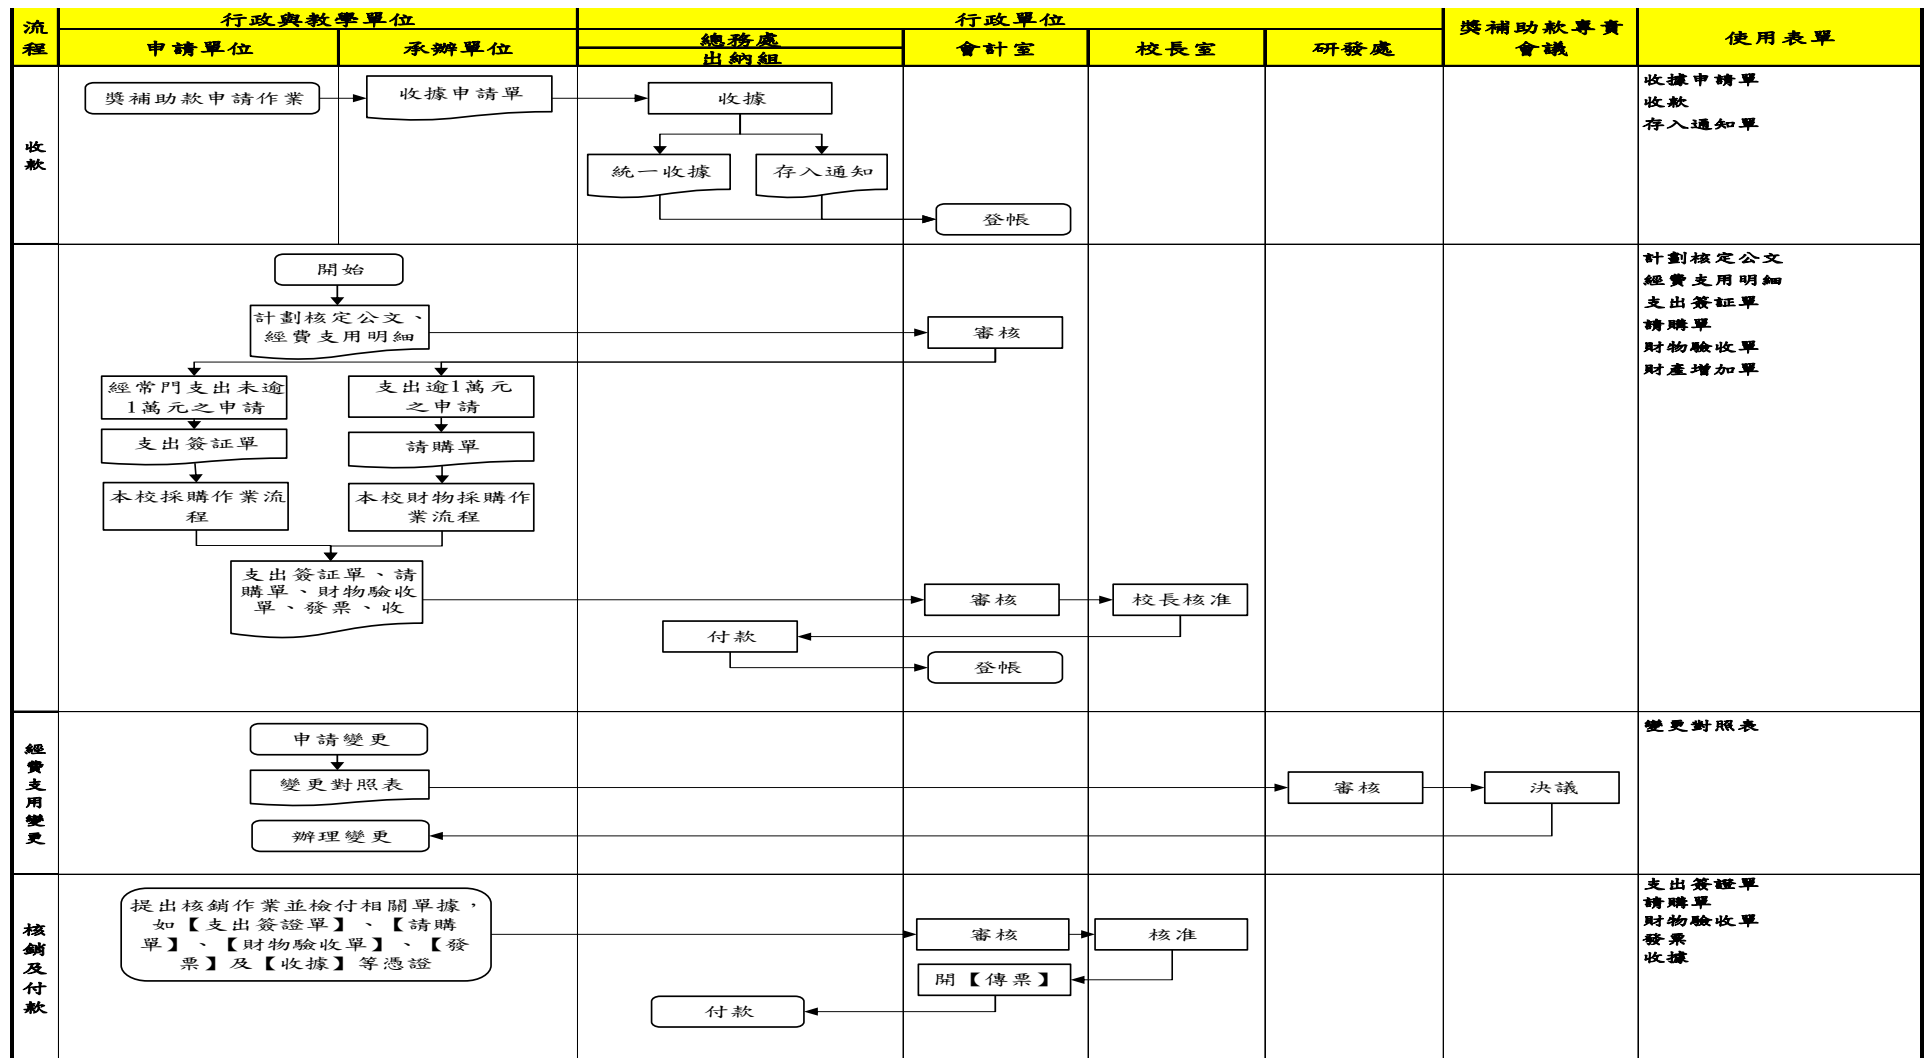 流程
行政與教學單位
行政單位
獎補助款專責會議
使用表單
申請單位
承辦單位
總務處
出納組
會計室
校長室
研發處
收款
獎補助款申請作業
收據申請單
收據
統一收據
存入通知
登帳
收據申請單
收款
存入通知單
開始
計劃核定公文、
經費支用明細
審核
經常門支出未逾
1萬元之申請
支出逾1萬元
之申請
支出簽証單
請購單
本校採購作業流
程
本校財物採購作
業流程
支出簽証單、請
購單、財物驗收
單、發票、收
審核
校長核准
付款
登帳
計劃核定公文
經費支用明細
支出簽証單
請購單
財物驗收單
財產增加單
經費支用變更
申請變更
變更對照表
審核
決議
辦理變更
變更對照表
核銷及付款
提出核銷作業並檢付相關單據，
如【支出簽證單】、【請購
單】、【財物驗收單】、【發
票】及【收據】等憑證
審核
核准
開【傳票】
付款
支出簽證單
請購單
財物驗收單
發票
收據